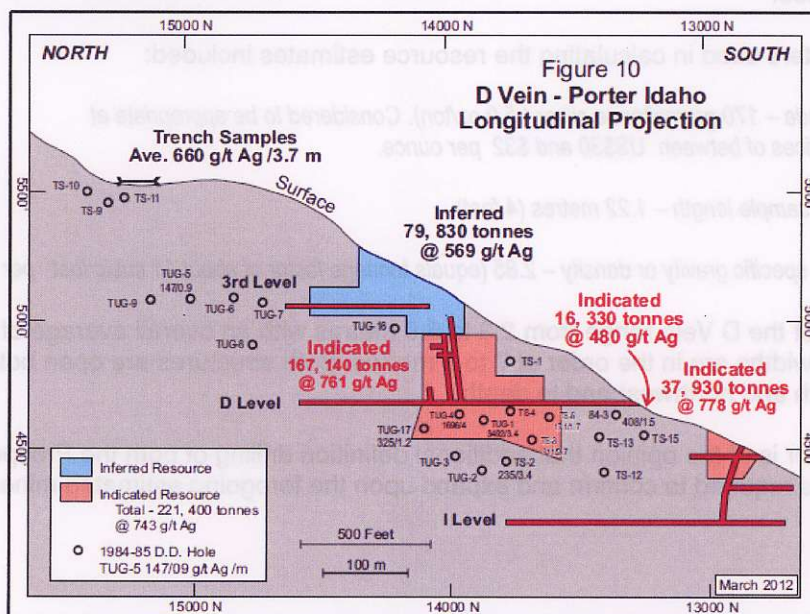 15000 N 14000 N 13000 N
NORTH
SOUTH
Figure 10
D Vein - Porter Idaho
Longitudinal Projection
Trench Samples
Ave. 660 g/t Ag /3.7 m
5500
5500
TS-10
TS-9
TS-11
Surface
Inferred
79, 830 tonnes
@ 569 g/t Ag
TUG-5
147/0.9
3rd Level
TUG-9
TUG-6
TUG-7
TUG-8
TUG-16
5000
5000
Indicated
16, 330 tonnes
@ 480 g/t Ag
TS-1
Indicated
167, 140 tonnes
@ 761 g/t Ag
Indicated
37, 930 tonnes
@ 778 g/t Ag
D Level
TUG-17
325/1.2
TUG-4
1696/4
TUG-1
TS-4
84-3
408/1.5
TS-13
TS-15
4500
4500
TUG-3
TUG-2
TS-2
235/3.4
TS-12
I Level
Inferred Resource
Indicated Resource
Total - 221, 400 tonnes
@ 743 g/t Ag
1984-85 D.D. Hole
TUG-5 147/09 g/t Ag /m
500 Feet
100 m
March 2012
15000 N 14000 N 13000 N